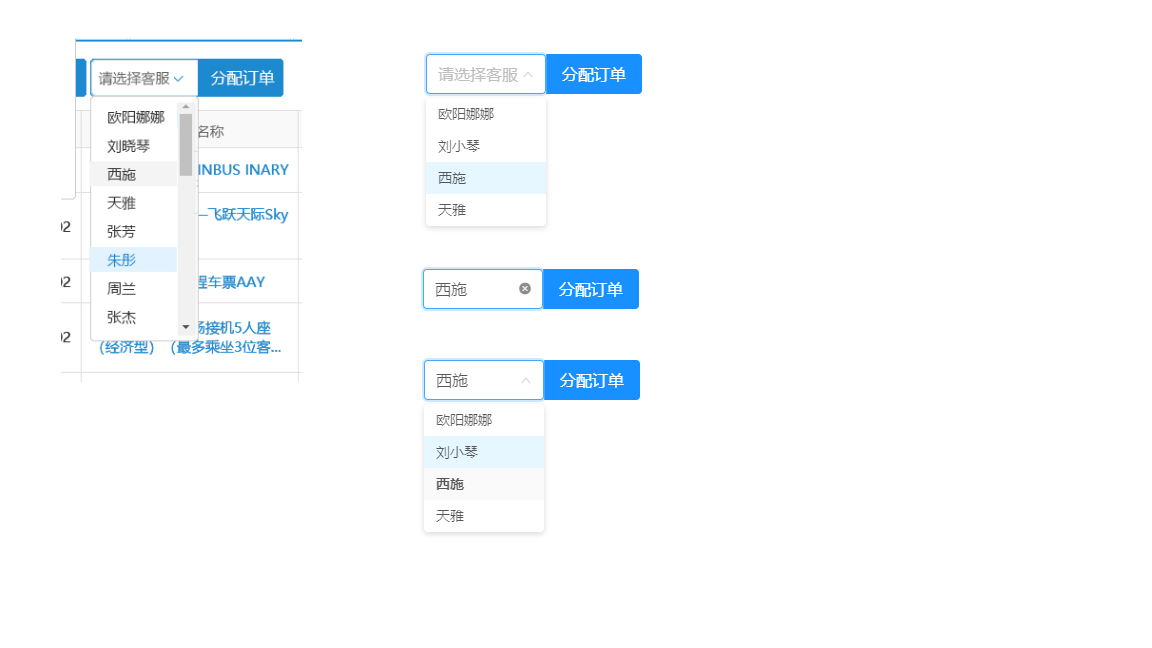 请选择客服
分配订单
欧阳娜娜
刘晓琴
西施
天雅
张芳
朱彤
周兰
张杰
名称
INBUS INARY
飞跃天际Sky
02
程车票AAY
02
场接机5人座
02
（经济型）（最多乘坐3位客...
请选择客服
分配订单
欧阳娜娜
刘小琴
西施
天雅
西施
分配订单
西施
分配订单
欧阳娜娜
刘小琴
西施
天雅